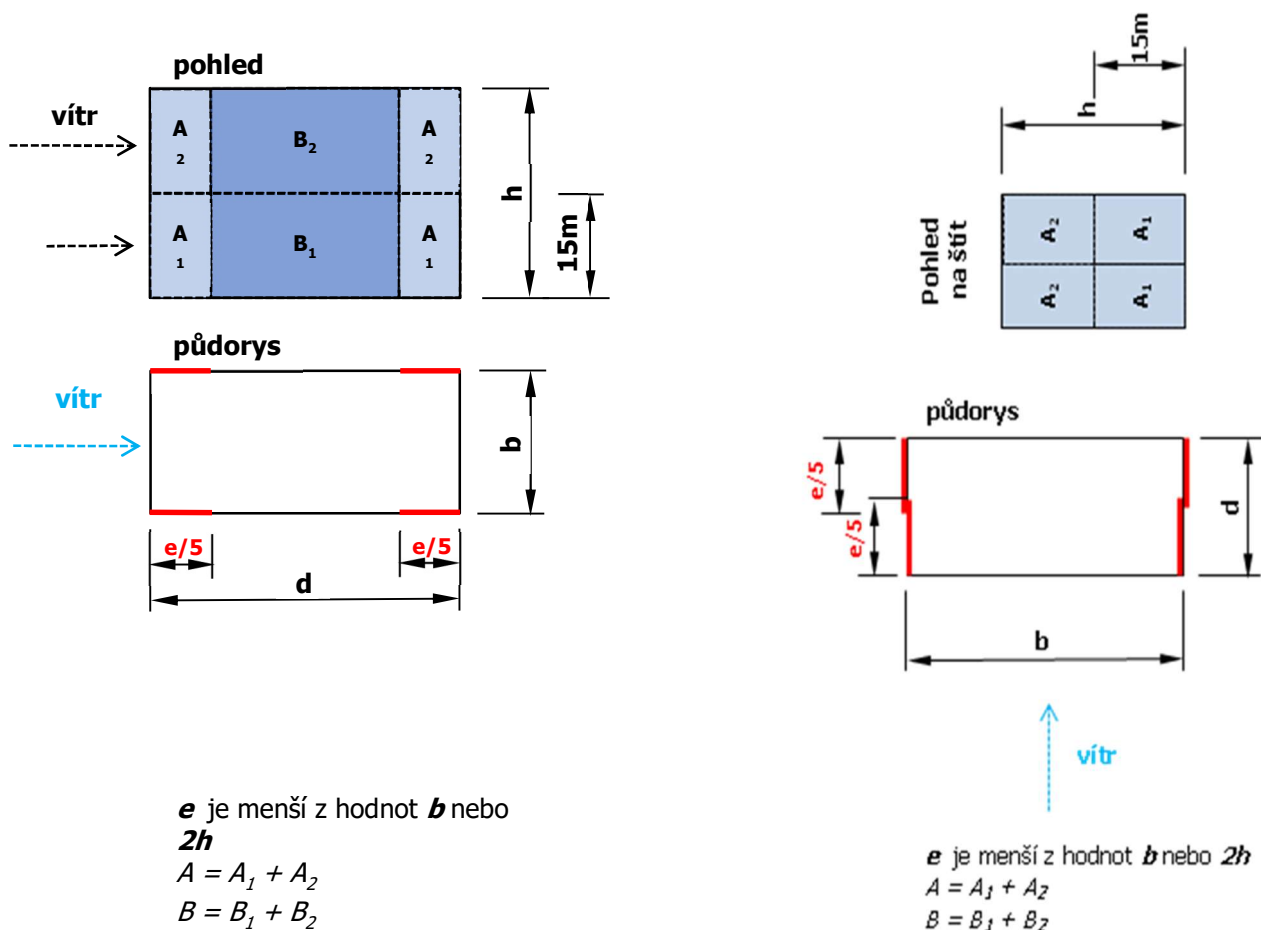 pohled
vítr
A
2
B2
A
2
A
1
B1
A
1
h
15m
půdorys
vítr
b
e/5
e/5
d
e je menší z hodnot b nebo
2h
A = A1 + A2
B = B1 + B2
15m
h
Pohled
na štít
A2
A1
A2
A1
půdorys
e/5
e/5
d
b
vítr
e je menší z hodnot b nebo 2h
A = A1 + A2
B = B1 + B2